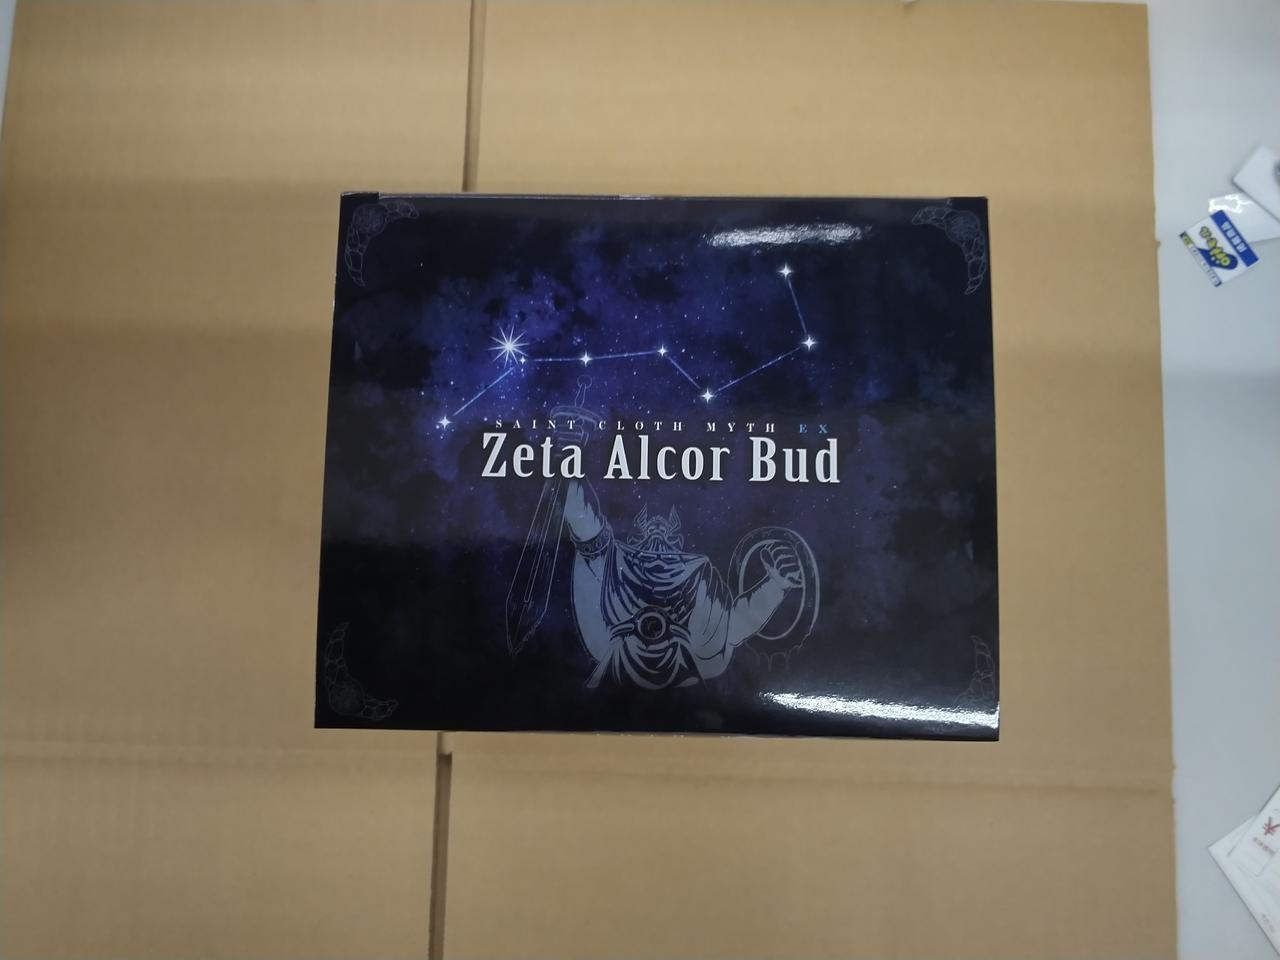 SAINT CLOTH MYTH EX
Zeta Alcor Bud